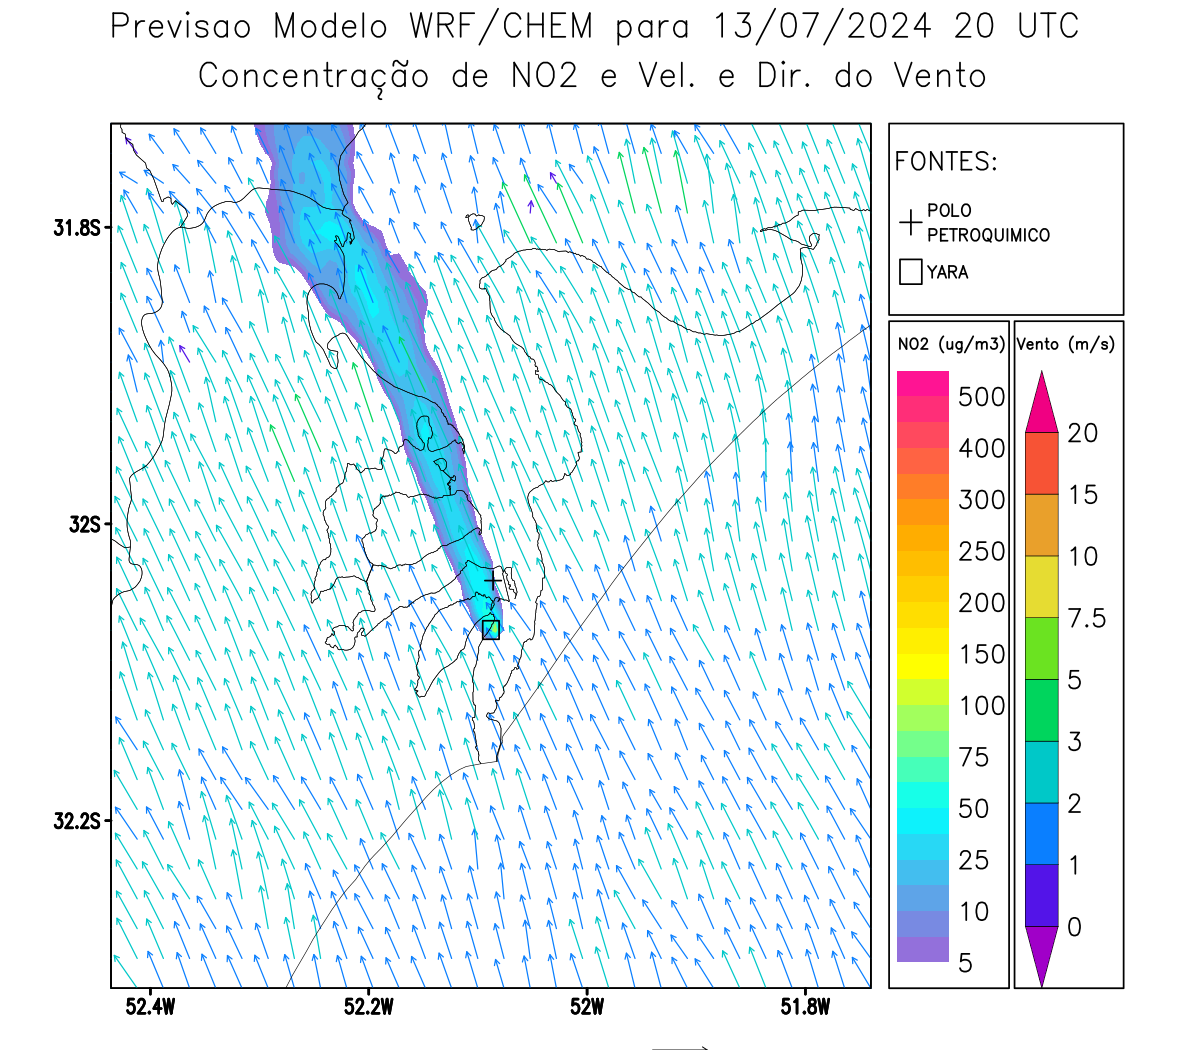 Previsao Modelo WRF/CHEM para 13/07/2024 20 UTC
Concentração de NO2 e Vel. e Dir. do Vento
FONTES:
POLO
PETROQUIMICO
YARA
NO2 (ug/m3)
500
400
300
250
200
150
100
75
50
25
10
5
Vento (m/s)
20
15
10
7.5
5
3
2
1
0
31.8S
32S
32.2S
52.4W
52.2W
52W
51.8W